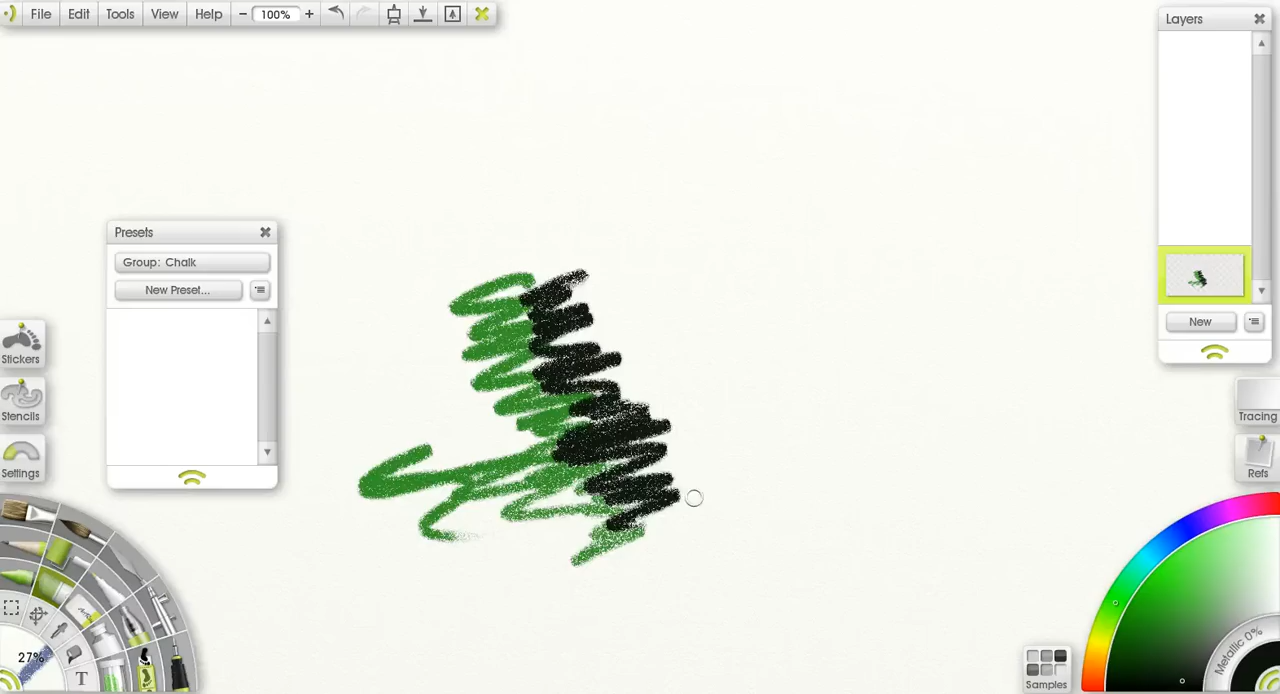 File Edit Tools View Help − 100% +
Layers
Presets
Group: Chalk
New Preset...
New
Stickers
Stencils
Settings
Tracing
Refs
27%
T
Metallic 0%
Samples